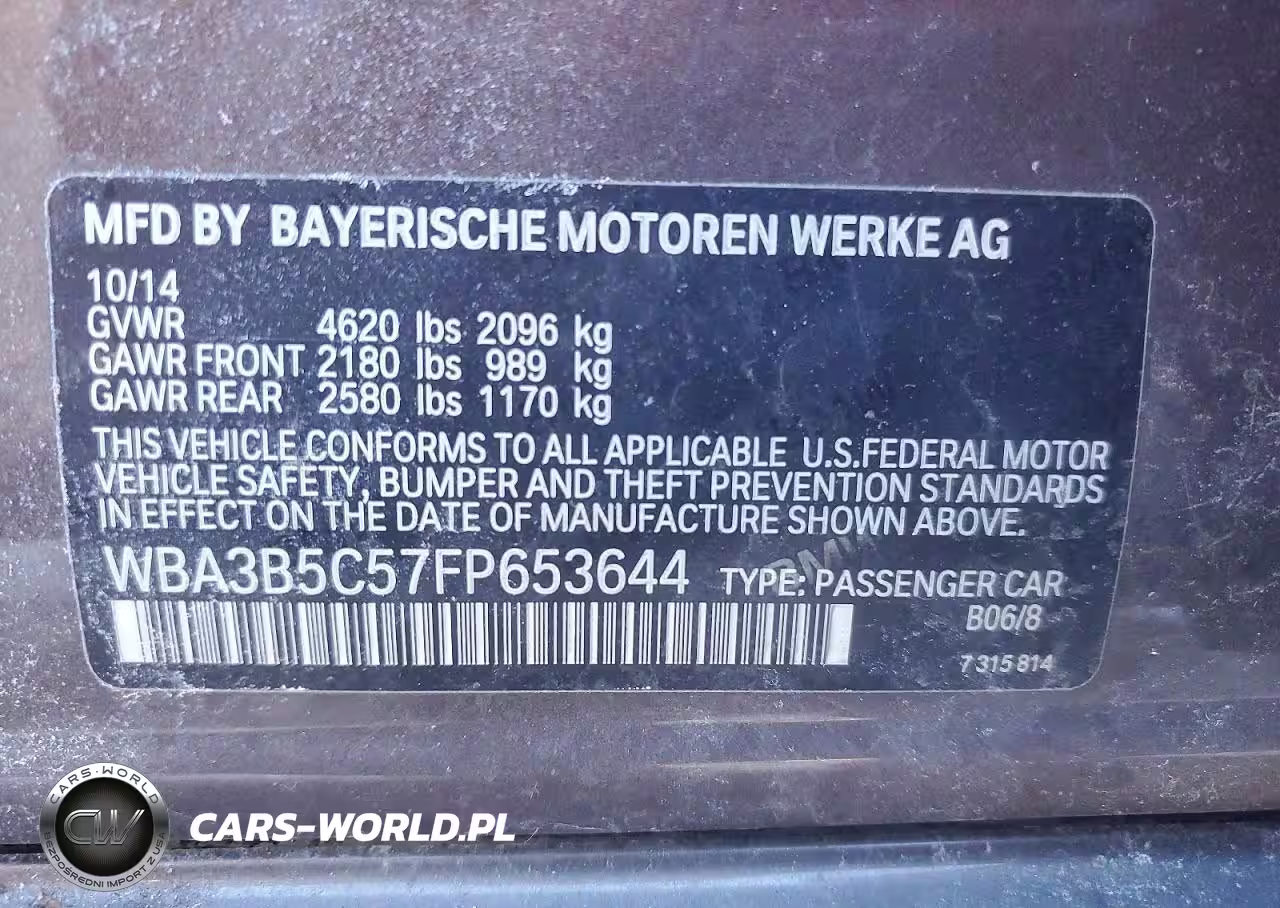 MFD BY BAYERISCHE MOTOREN WERKE AG
10/14
GVWR 4620 lbs 2096 kg
GAWR FRONT 2180 lbs 989 kg
GAWR REAR 2580 lbs 1170 kg
THIS VEHICLE CONFORMS TO ALL APPLICABLE U.S.FEDERAL MOTOR
VEHICLE SAFETY, BUMPER AND THEFT PREVENTION STANDARDS
IN EFFECT ON THE DATE OF MANUFACTURE SHOWN ABOVE.
WBA3B5C57FP653644 TYPE: PASSENGER CAR
B06/8
7 315 814
CARS-WORLD
CW
BEZPOŚREDNI IMPORT Z USA
CARS-WORLD.PL